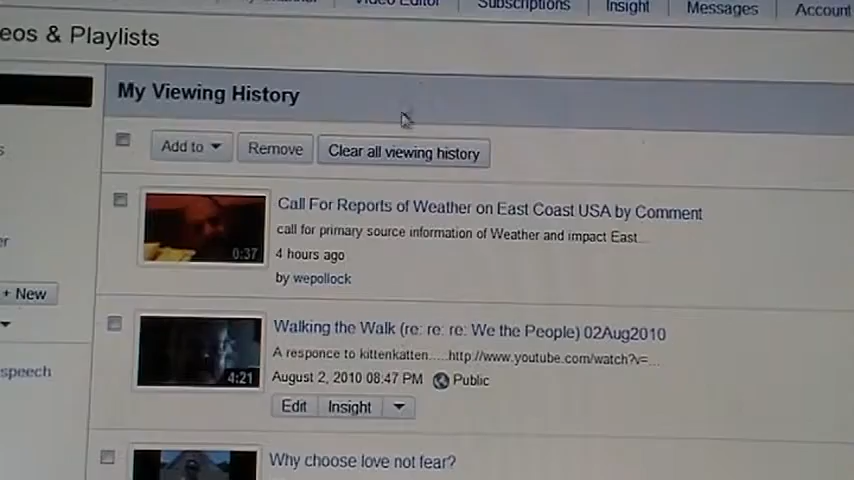 Video Editor Subscriptions Insight Messages Account
eos & Playlists
My Viewing History
Add to Remove Clear all viewing history
Call For Reports of Weather on East Coast USA by Comment
call for primary source information of Weather and impact East...
0:37
4 hours ago
by wepollock
er
+ New
Walking the Walk (re: re: re: We the People) 02Aug2010
A responce to kittenkatten.....http://www.youtube.com/watch?v=...
speech
4:21
August 2, 2010 08:47 PM Public
Edit Insight
Why choose love not fear?